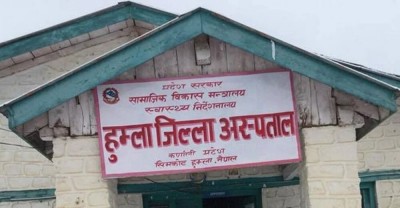 प्रदेश सरकार
सामाजिक विकास मन्त्रालय
स्वास्थ्य निर्देशनालय
हुम्ला जिल्ला अस्पताल
कर्णाली प्रदेश
सिमकोट हुम्ला, नेपाल